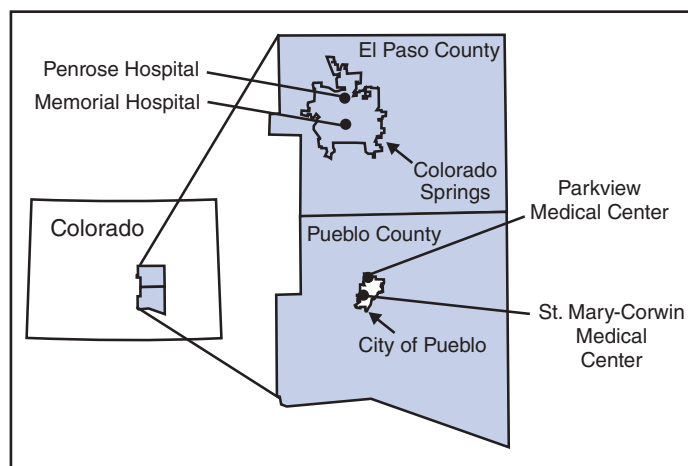 El Paso County
Penrose Hospital
Memorial Hospital
Colorado
Springs
Parkview
Medical Center
Colorado
Pueblo County
St. Mary-Corwin
Medical
Center
City of Pueblo